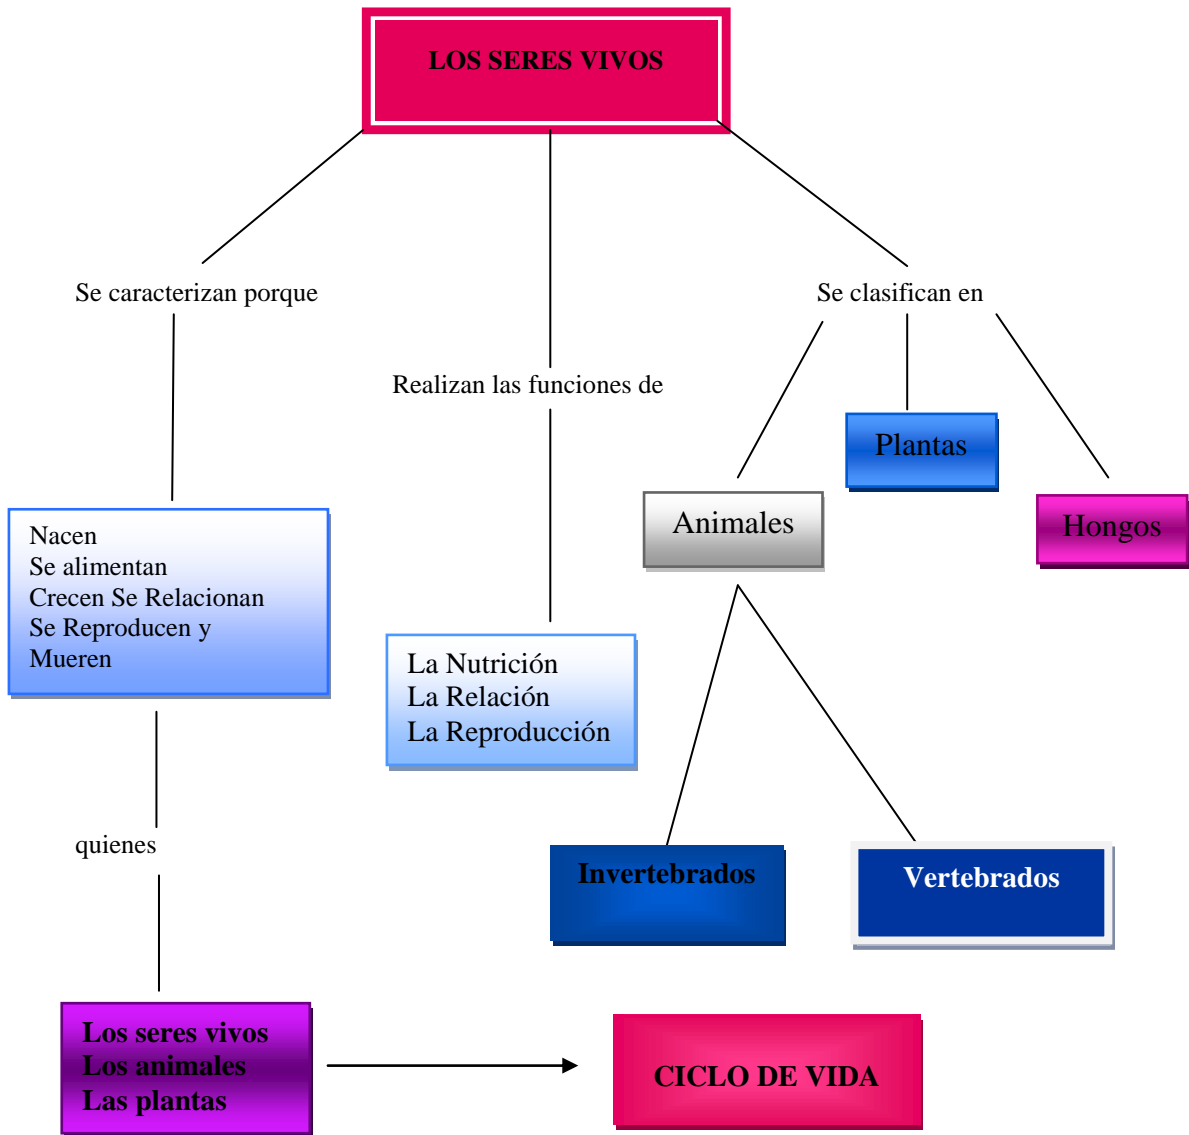 LOS SERES VIVOS
Se caracterizan porque
Se clasifican en
Realizan las funciones de
Plantas
Animales
Hongos
Nacen
Se alimentan
Crecen Se Relacionan
Se Reproducen y
Mueren
La Nutrición
La Relación
La Reproducción
quienes
Invertebrados
Vertebrados
Los seres vivos
Los animales
Las plantas
CICLO DE VIDA